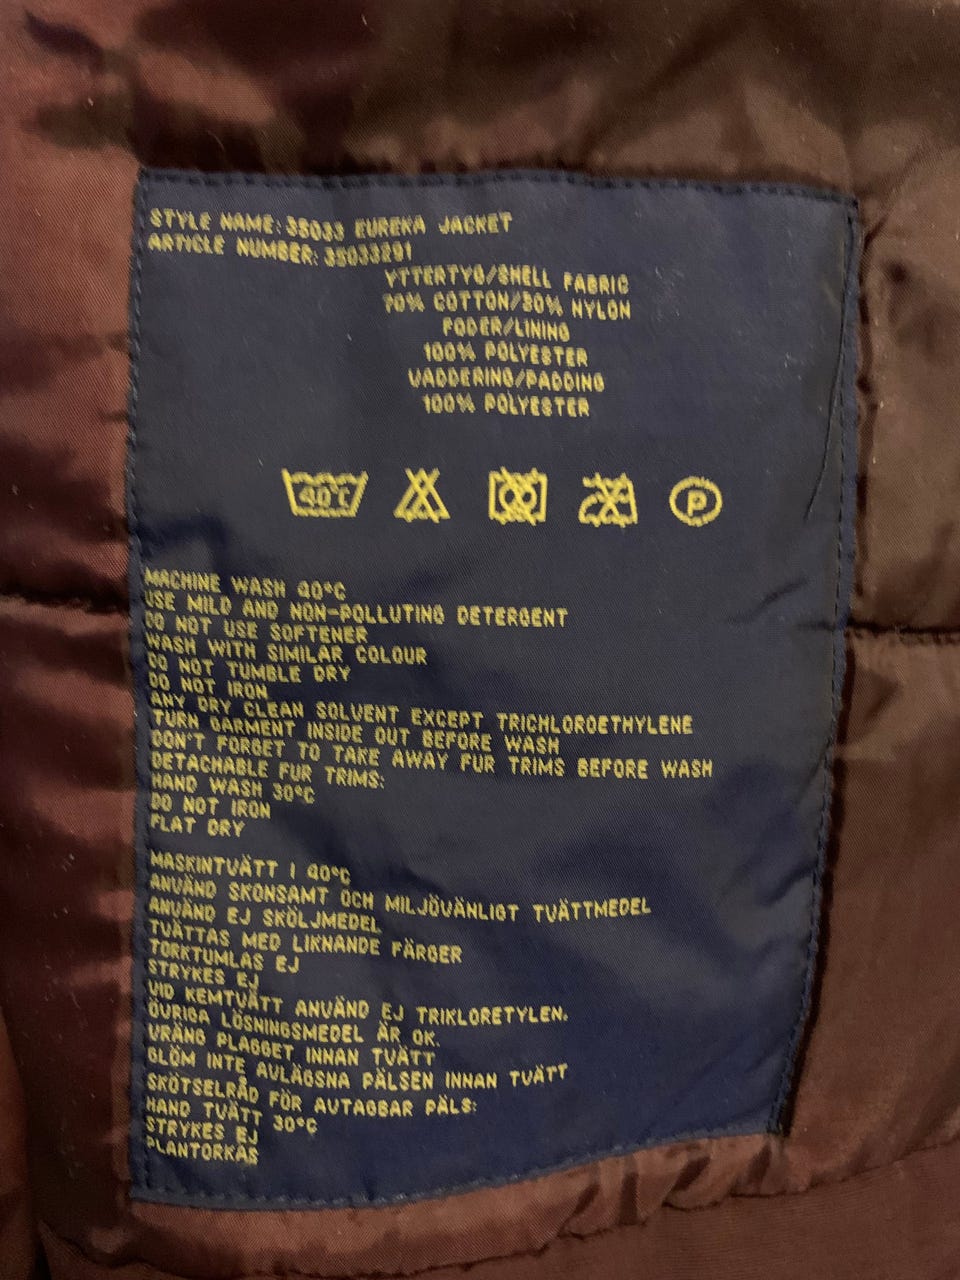 STYLE NAME: 35033 EUREKA JACKET
ARTICLE NUMBER: 35033291
YTTERTYG/SHELL FABRIC
70% COTTON/30% NYLON
FODER/LINING
100% POLYESTER
VADDERING/PADDING
100% POLYESTER
40°C P
MACHINE WASH 40°C
USE MILD AND NON-POLLUTING DETERGENT
DO NOT USE SOFTENER
WASH WITH SIMILAR COLOUR
DO NOT TUMBLE DRY
DO NOT IRON
ANY DRY CLEAN SOLVENT EXCEPT TRICHLOROETHYLENE
TURN GARMENT INSIDE OUT BEFORE WASH
DON'T FORGET TO TAKE AWAY FUR TRIMS BEFORE WASH
DETACHABLE FUR TRIMS:
HAND WASH 30°C
DO NOT IRON
FLAT DRY
MASKINTVÄTT I 40°C
ANVÄND SKONSAMT OCH MILJÖVÄNLIGT TVÄTTMEDEL
ANVÄND EJ SKÖLJMEDEL
TVÄTTAS MED LIKNANDE FÄRGER
TORKTUMLAS EJ
STRYKES EJ
VID KEMTVÄTT ANVÄND EJ TRIKLORETYLEN.
ÖVRIGA LÖSNINGSMEDEL ÄR OK.
VRÄNG PLAGGET INNAN TVÄTT
GLÖM INTE AVLÄGSNA PÄLSEN INNAN TVÄTT
SKÖTSELRÅD FÖR AVTAGBAR PÄLS:
HAND TVÄTT 30°C
STRYKES EJ
PLANTORKAS